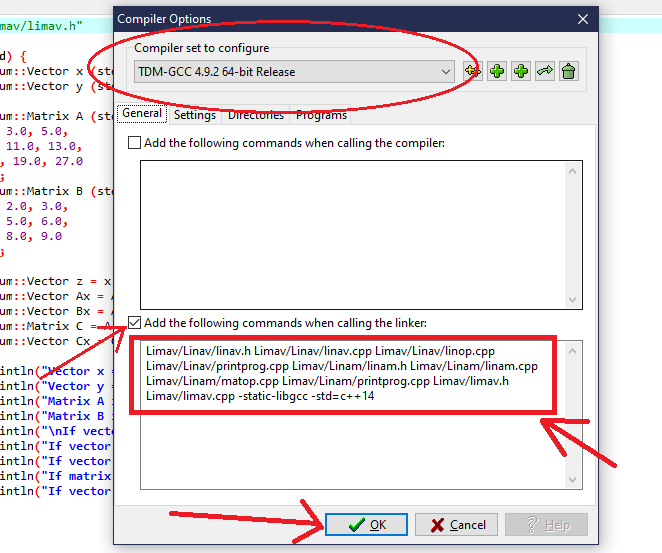 Compiler Options
mav/limav.h"
Compiler set to configure
TDM-GCC 4.9.2 64-bit Release
General Settings Directories Programs
Add the following commands when calling the compiler:
Add the following commands when calling the linker:
Limav/Linav/linav.h Limav/Linav/linav.cpp Limav/Linav/linop.cpp
Limav/Linav/printprog.cpp Limav/Linam/linam.h Limav/Linam/linam.cpp
Limav/Linam/matop.cpp Limav/Linam/printprog.cpp Limav/limav.h
Limav/limav.cpp -static-libgcc -std=c++14
OK Cancel Help
d) {
um::Vector x (st
um::Vector y (st
um::Matrix A (st
3.0, 5.0,
11.0, 13.0,
, 19.0, 27.0
;
um::Matrix B (st
2.0, 3.0,
5.0, 6.0,
8.0, 9.0
;
um::Vector z = x
um::Vector Ax =
um::Vector Bx =
um::Matrix C = A
um::Vector Cx =
intln("Vector x =
intln("Vector y =
intln("Matrix A
intln("Matrix B
intln("\nIf vect
intln("If vector
intln("If vector
intln("If matrix
intln("If vector